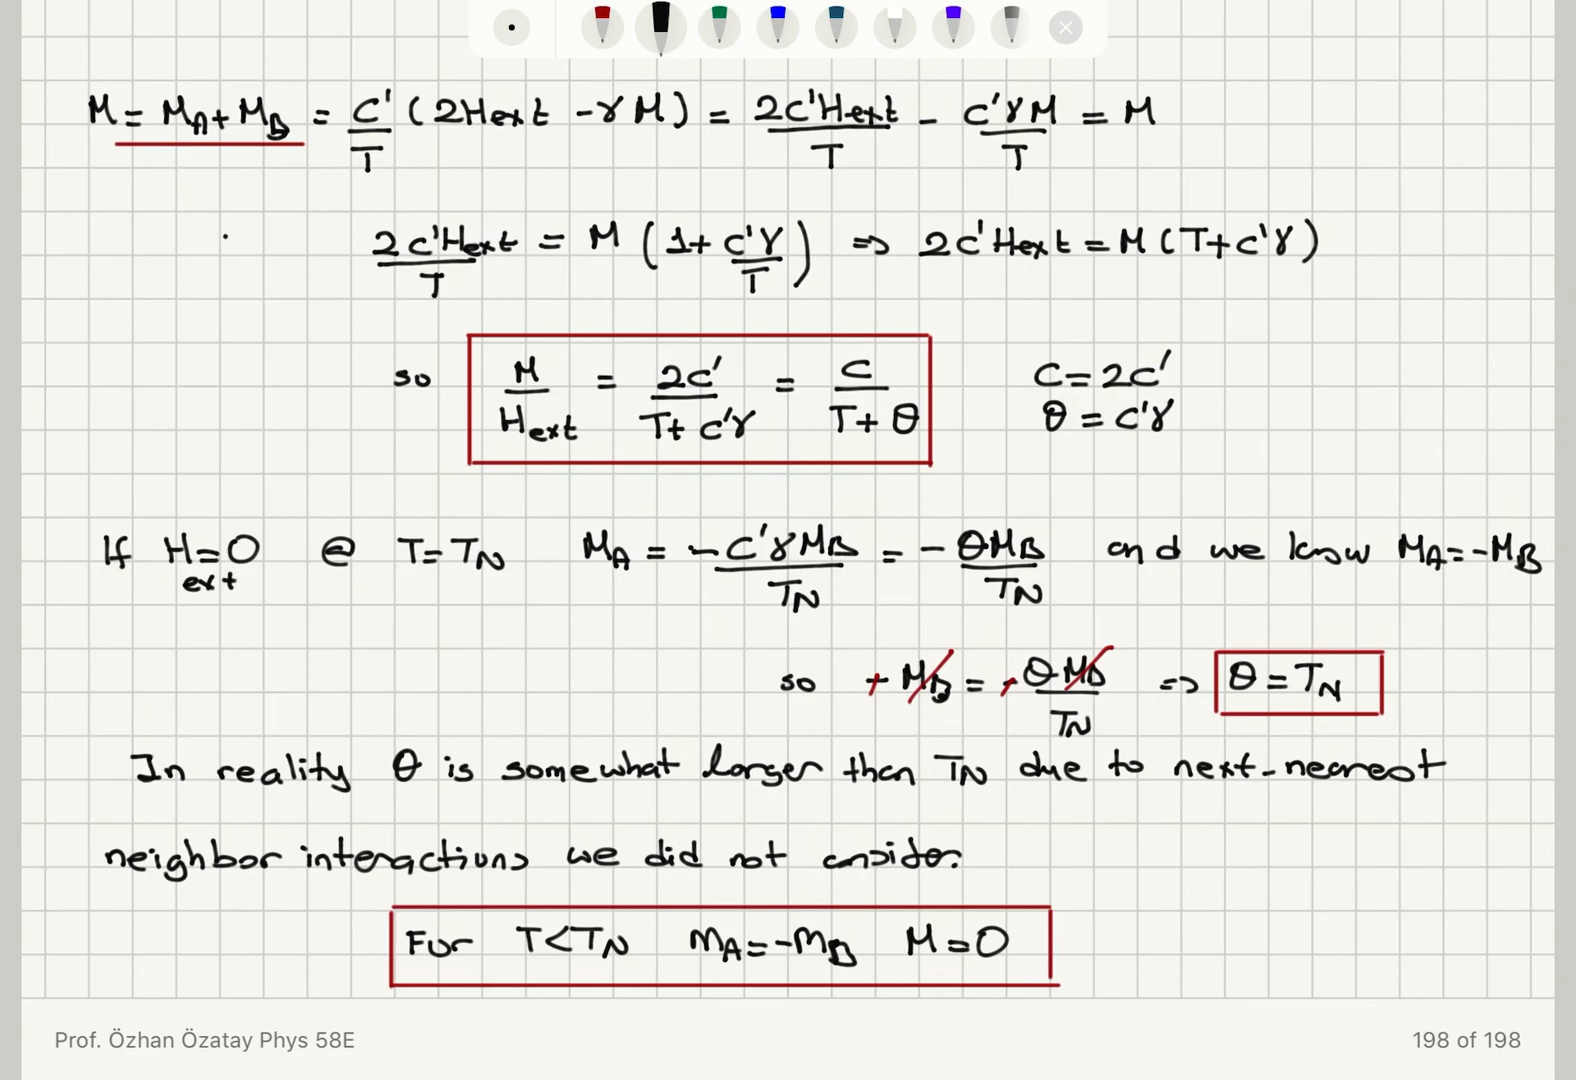 M = M_A + M_B = C'/T (2H_ext - γM) = 2C'H_ext/T - C'γM/T = M
2C'H_ext/T = M (1 + C'γ/T) => 2C'H_ext = M (T + C'γ)
so M/H_ext = 2C'/(T + C'γ) = C/(T + θ) C = 2C'
θ = C'γ
If H_ext = 0 @ T = T_N M_A = -C'γM_B/T_N = -θM_B/T_N and we know M_A = -M_B
so + M_B = + θM_B/T_N => θ = T_N
In reality θ is somewhat larger than T_N due to next-nearest
neighbor interactions we did not consider.
For T < T_N M_A = -M_B M = 0
Prof. Özhan Özatay Phys 58E
198 of 198